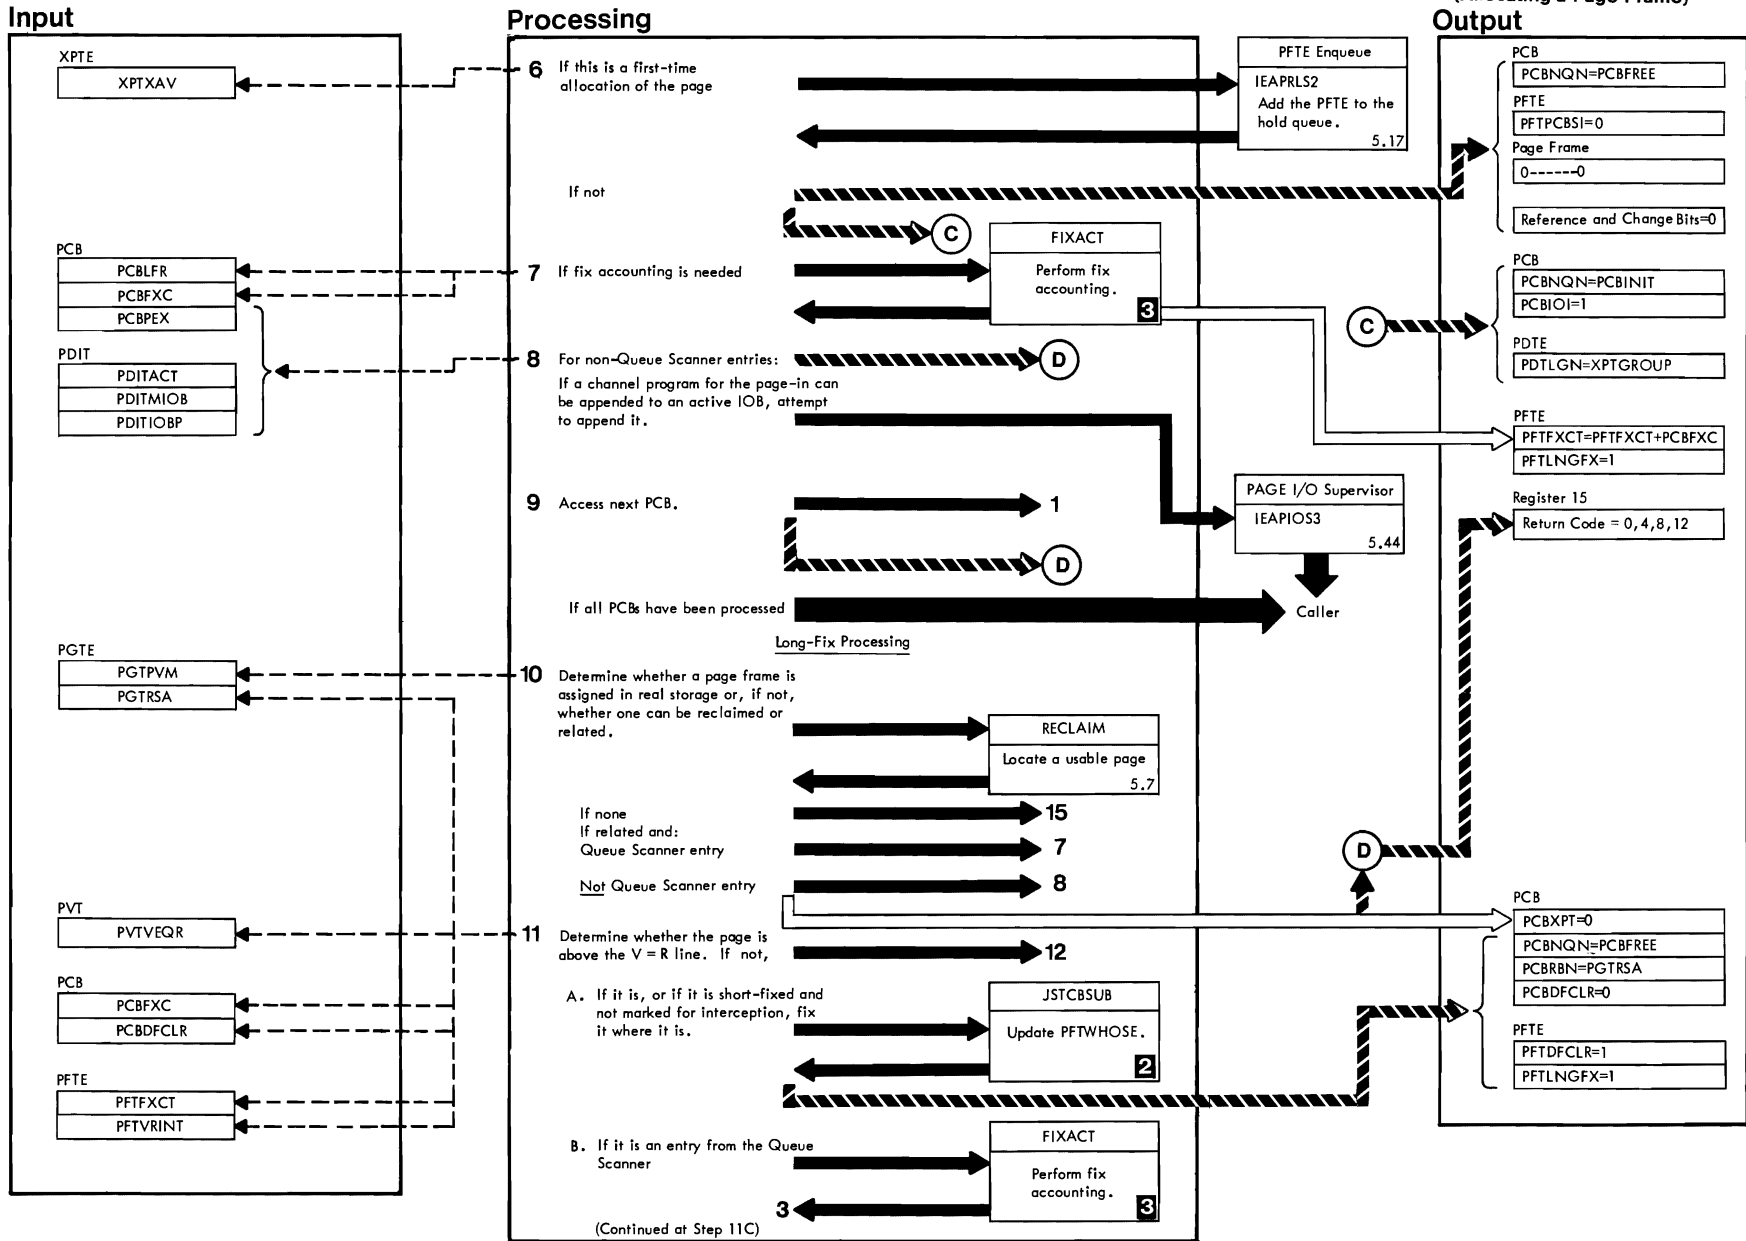 (Allocating a Page Frame)
Input
Processing
Output
XPTE
XPTXAV
6 If this is a first-time
allocation of the page
PFTE Enqueue
IEAPRLS2
Add the PFTE to the
hold queue.
5.17
If not
C
PCB
PCBNQN=PCBFREE
PFTE
PFTPCBSI=0
Page Frame
0------0
Reference and Change Bits=0
PCB
PCBLFR
PCBFXC
PCBPEX
7 If fix accounting is needed
FIXACT
Perform fix
accounting.
3
C
PCB
PCBNQN=PCBINIT
PCBIOI=1
PDTE
PDTLGN=XPTGROUP
PDIT
PDITACT
PDITMIOB
PDITIOBP
8 For non-Queue Scanner entries:
D
If a channel program for the page-in can
be appended to an active IOB, attempt
to append it.
PFTE
PFTFXCT=PFTFXCT+PCBFXC
PFTLNGFX=1
9 Access next PCB.
1
D
PAGE I/O Supervisor
IEAPIOS3
5.44
Register 15
Return Code = 0,4,8,12
If all PCBs have been processed
Caller
Long-Fix Processing
PGTE
PGTPVM
PGTRSA
10 Determine whether a page frame is
assigned in real storage or, if not,
whether one can be reclaimed or
related.
RECLAIM
Locate a usable page
5.7
If none
15
If related and:
Queue Scanner entry
7
Not Queue Scanner entry
8
D
PVT
PVTVEQR
11 Determine whether the page is
above the V = R line. If not,
12
PCB
PCBXPT=0
PCBNQN=PCBFREE
PCBRBN=PGTRSA
PCBDFCLR=0
PFTE
PFTDFCLR=1
PFTLNGFX=1
PCB
PCBFXC
PCBDFCLR
A. If it is, or if it is short-fixed and
not marked for interception, fix
it where it is.
JSTCBSUB
Update PFTWHOSE.
2
PFTE
PFTFXCT
PFTVRINT
B. If it is an entry from the Queue
Scanner
FIXACT
Perform fix
accounting.
3
3
(Continued at Step 11C)